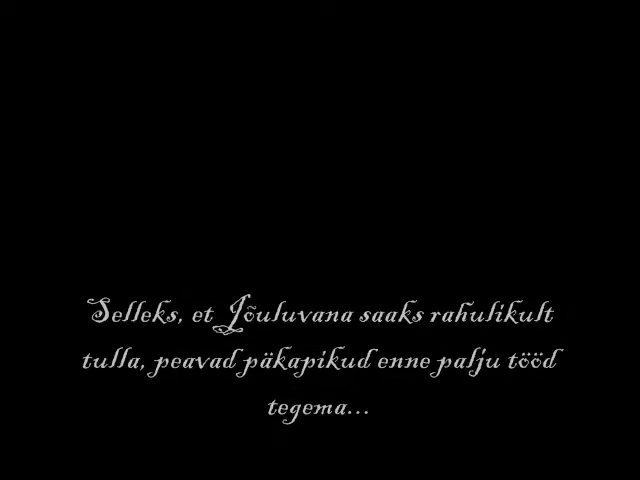 Selleks, et Jõuluvana saaks rahulikult
tulla, peavad päkapikud enne palju tööd
tegema...